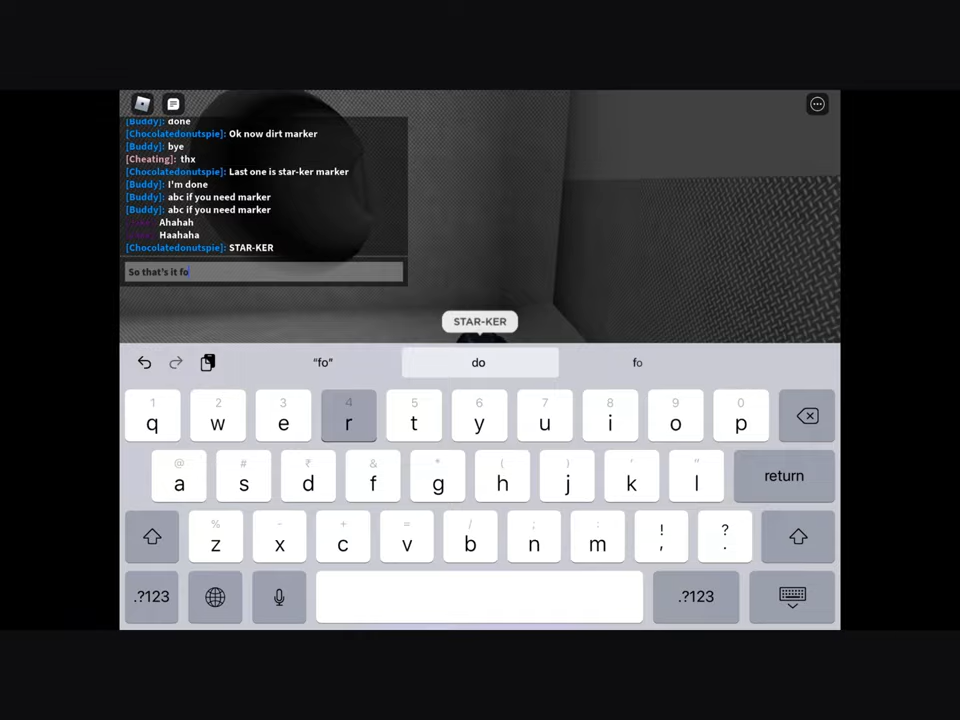 [Buddy]: done
[Chocolatedonutspie]: Ok now dirt marker
[Buddy]: bye
[Cheating]: thx
[Chocolatedonutspie]: Last one is star-ker marker
[Buddy]: I'm done
[Buddy]: abc if you need marker
[Buddy]: abc if you need marker
Ahahah
Haahaha
[Chocolatedonutspie]: STAR-KER
So that's it fo
STAR-KER
"fo" do fo
1 2 3 4 5 6 7 8 9 0
q w e r t y u i o p
@ # ₹ & * ( ) ' "
a s d f g h j k l return
% - + = / ; : ! ?
z x c v b n m , .
.?123 .?123